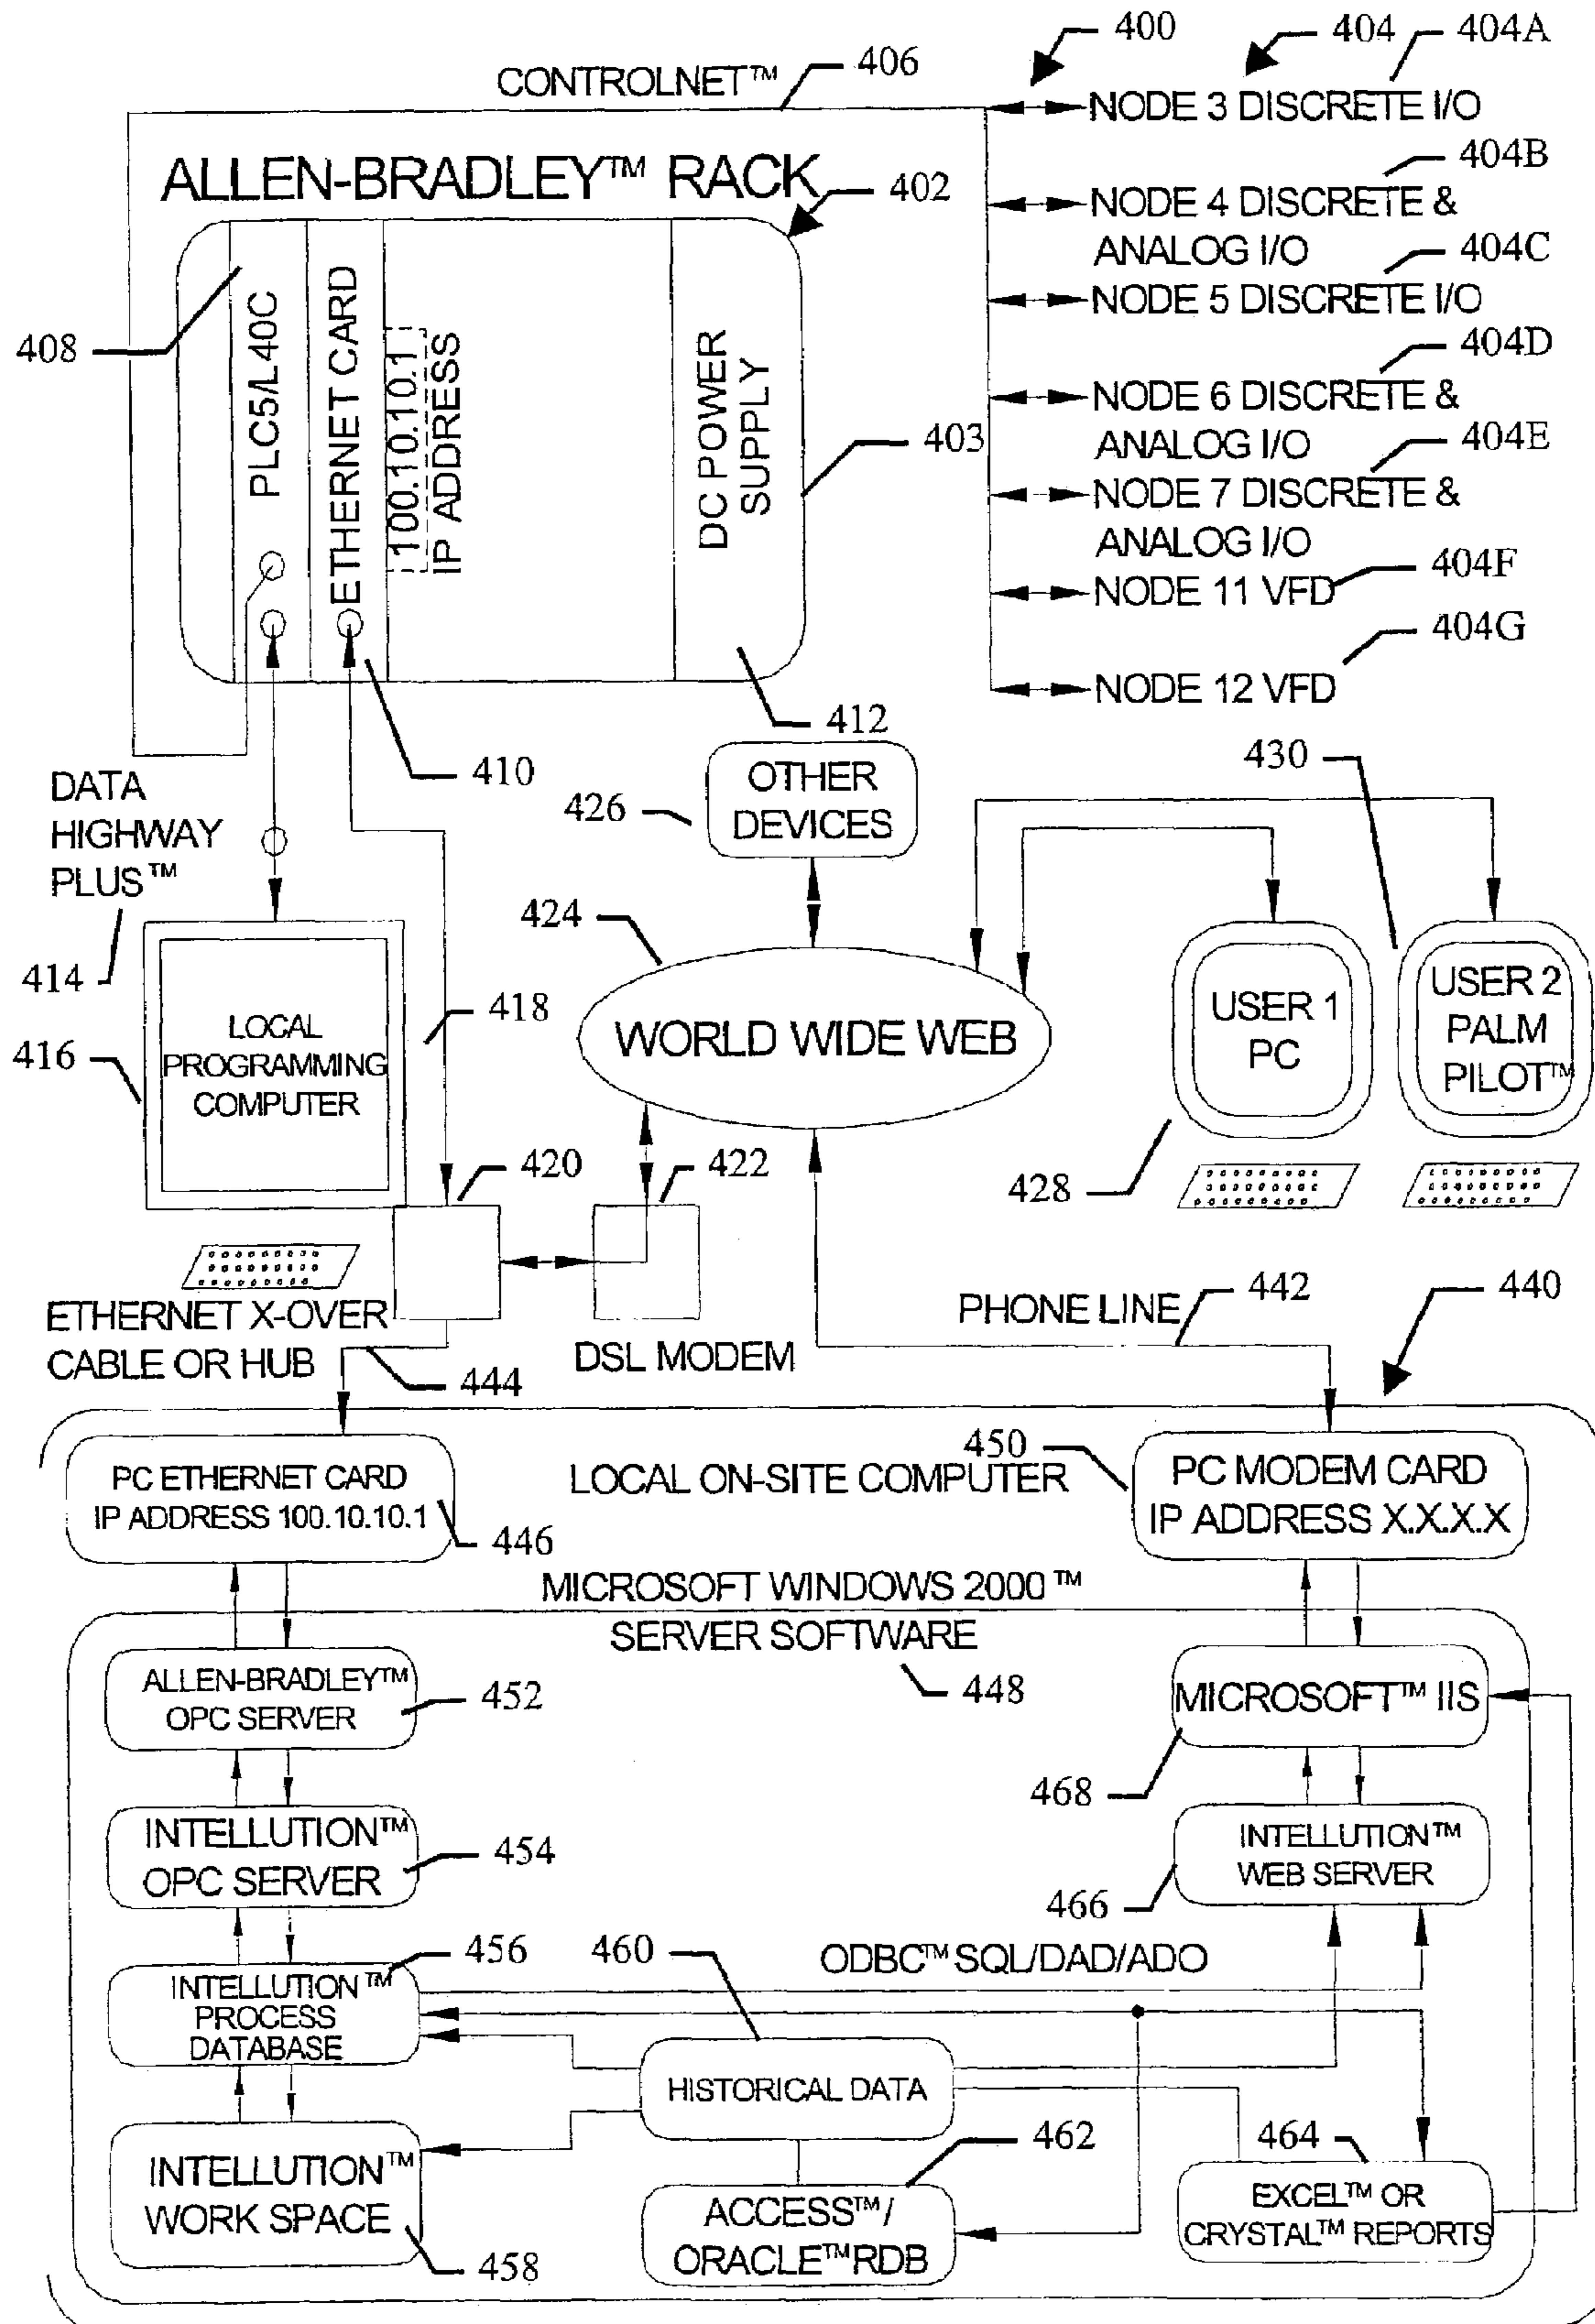 400
404
404A
CONTROLNET™
406
NODE 3 DISCRETE I/O
ALLEN-BRADLEY™ RACK
402
404B
NODE 4 DISCRETE &
ANALOG I/O
404C
NODE 5 DISCRETE I/O
408
PLC5/L40C
ETHERNET CARD
100.10.10.1
IP ADDRESS
DC POWER
SUPPLY
403
404D
NODE 6 DISCRETE &
ANALOG I/O
404E
NODE 7 DISCRETE &
ANALOG I/O
404F
NODE 11 VFD
404G
NODE 12 VFD
412
410
DATA
HIGHWAY
PLUS™
414
OTHER
DEVICES
426
430
424
WORLD WIDE WEB
USER 1
PC
USER 2
PALM
PILOT™
428
416
LOCAL
PROGRAMMING
COMPUTER
418
420
422
ETHERNET X-OVER
CABLE OR HUB
444
DSL MODEM
PHONE LINE
442
440
PC ETHERNET CARD
IP ADDRESS 100.10.10.1
446
LOCAL ON-SITE COMPUTER
450
PC MODEM CARD
IP ADDRESS X.X.X.X
MICROSOFT WINDOWS 2000™
SERVER SOFTWARE
448
ALLEN-BRADLEY™
OPC SERVER
452
MICROSOFT™ IIS
468
INTELLUTION™
OPC SERVER
454
INTELLUTION™
WEB SERVER
466
456
460
ODBC™ SQL/DAD/ADO
INTELLUTION™
PROCESS
DATABASE
HISTORICAL DATA
INTELLUTION™
WORK SPACE
458
462
ACCESS™/
ORACLE™RDB
464
EXCEL™ OR
CRYSTAL™ REPORTS